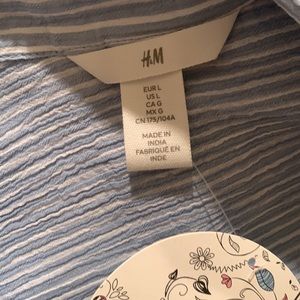 H&M
EUR L
US L
CA G
MX G
CN 175/104A
MADE IN
INDIA
FABRIQUÉ EN
INDE